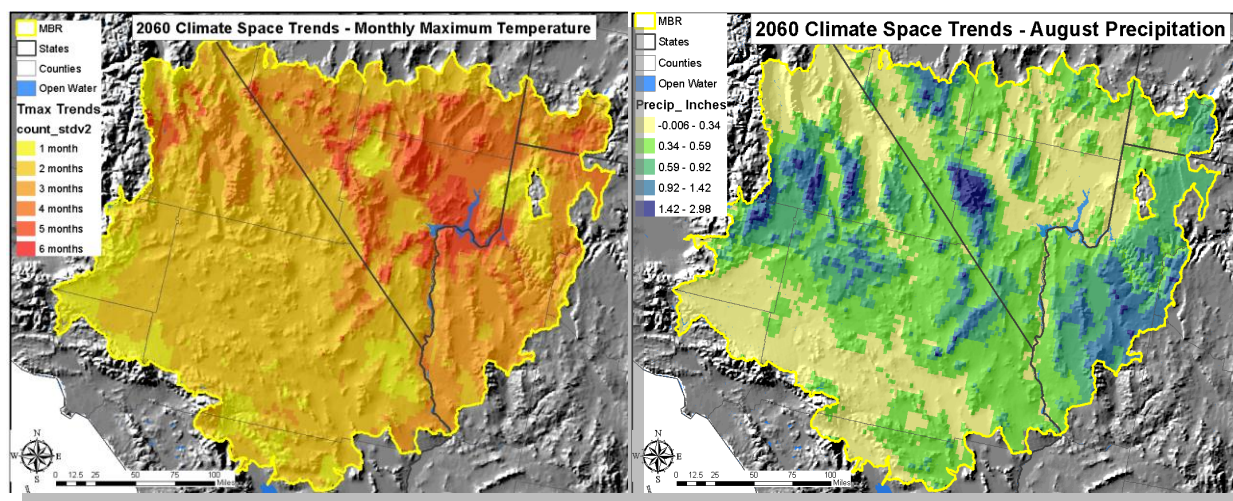 MBR
States
Counties
Open Water
Tmax Trends
count_stdv2
1 month
2 months
3 months
4 months
5 months
6 months
2060 Climate Space Trends - Monthly Maximum Temperature
N
W E
S
0 12.5 25 50 75 100
Miles
MBR
States
Counties
Open Water
Precip_ Inches
-0.006 - 0.34
0.34 - 0.59
0.59 - 0.92
0.92 - 1.42
1.42 - 2.98
2060 Climate Space Trends - August Precipitation
N
W E
S
0 12.5 25 50 75 100
Miles